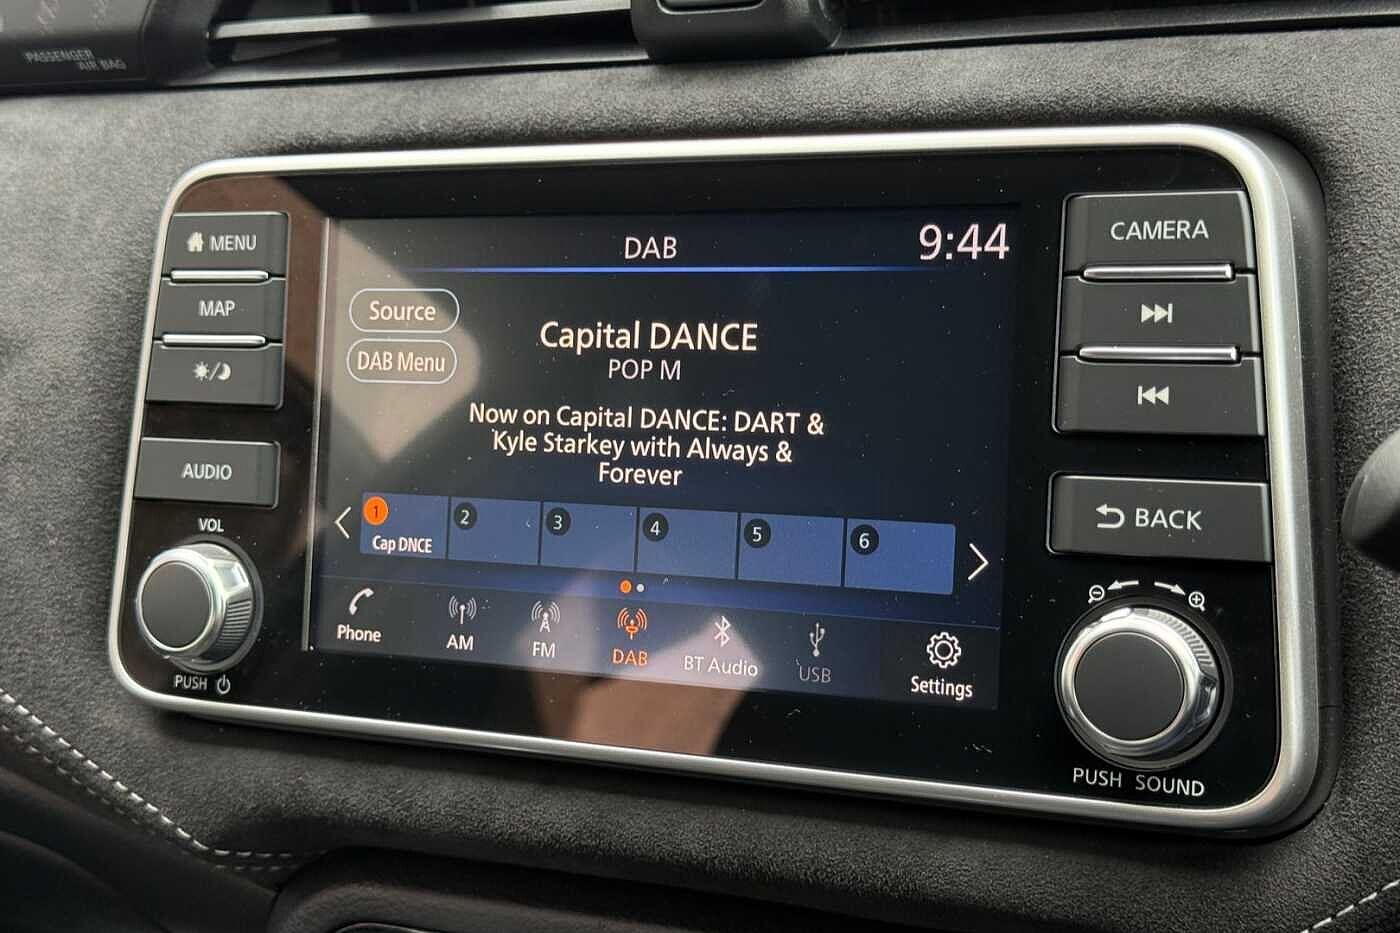 PASSENGER
AIR BAG
MENU
MAP
AUDIO
VOL
PUSH
DAB
9:44
Source
DAB Menu
Capital DANCE
POP M
Now on Capital DANCE: DART &
Kyle Starkey with Always &
Forever
1 2 3 4 5 6
Cap DNCE
Phone AM FM DAB BT Audio USB Settings
CAMERA
BACK
PUSH SOUND